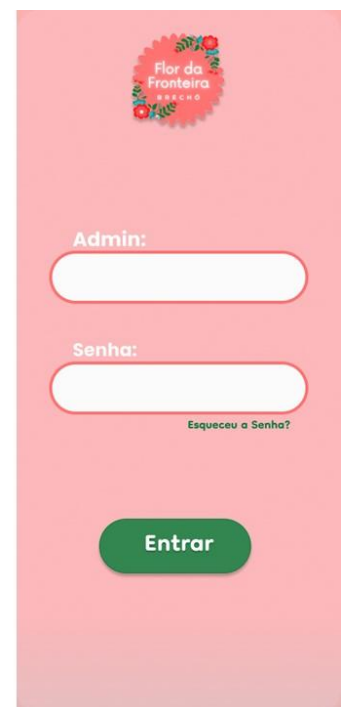 Flor da
Fronteira
BRECHÓ
Admin:
Senha:
Esqueceu a Senha?
Entrar